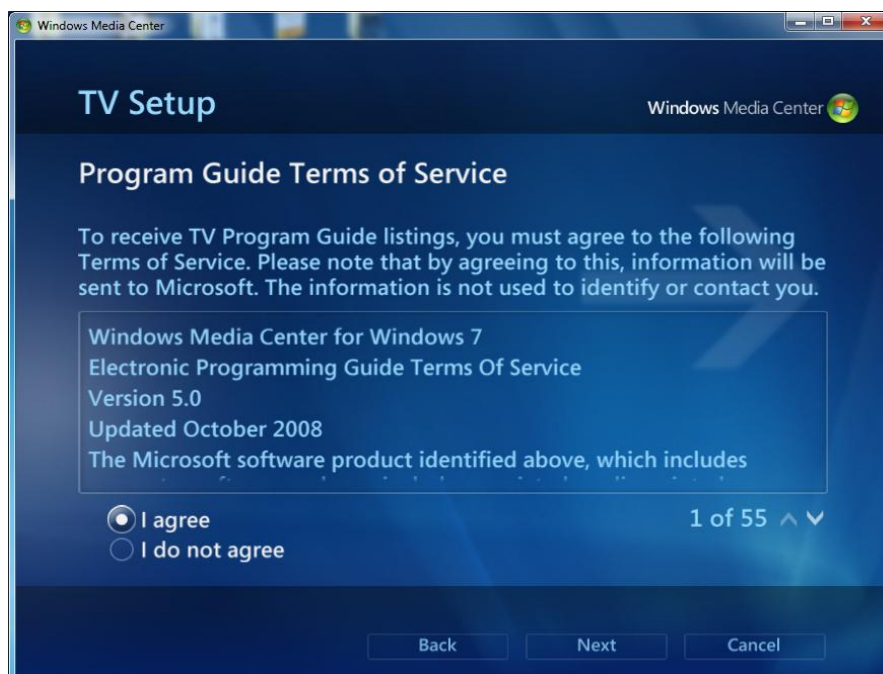 Windows Media Center
TV Setup
Windows Media Center
Program Guide Terms of Service
To receive TV Program Guide listings, you must agree to the following
Terms of Service. Please note that by agreeing to this, information will be
sent to Microsoft. The information is not used to identify or contact you.
Windows Media Center for Windows 7
Electronic Programming Guide Terms Of Service
Version 5.0
Updated October 2008
The Microsoft software product identified above, which includes
I agree
1 of 55
I do not agree
Back Next Cancel